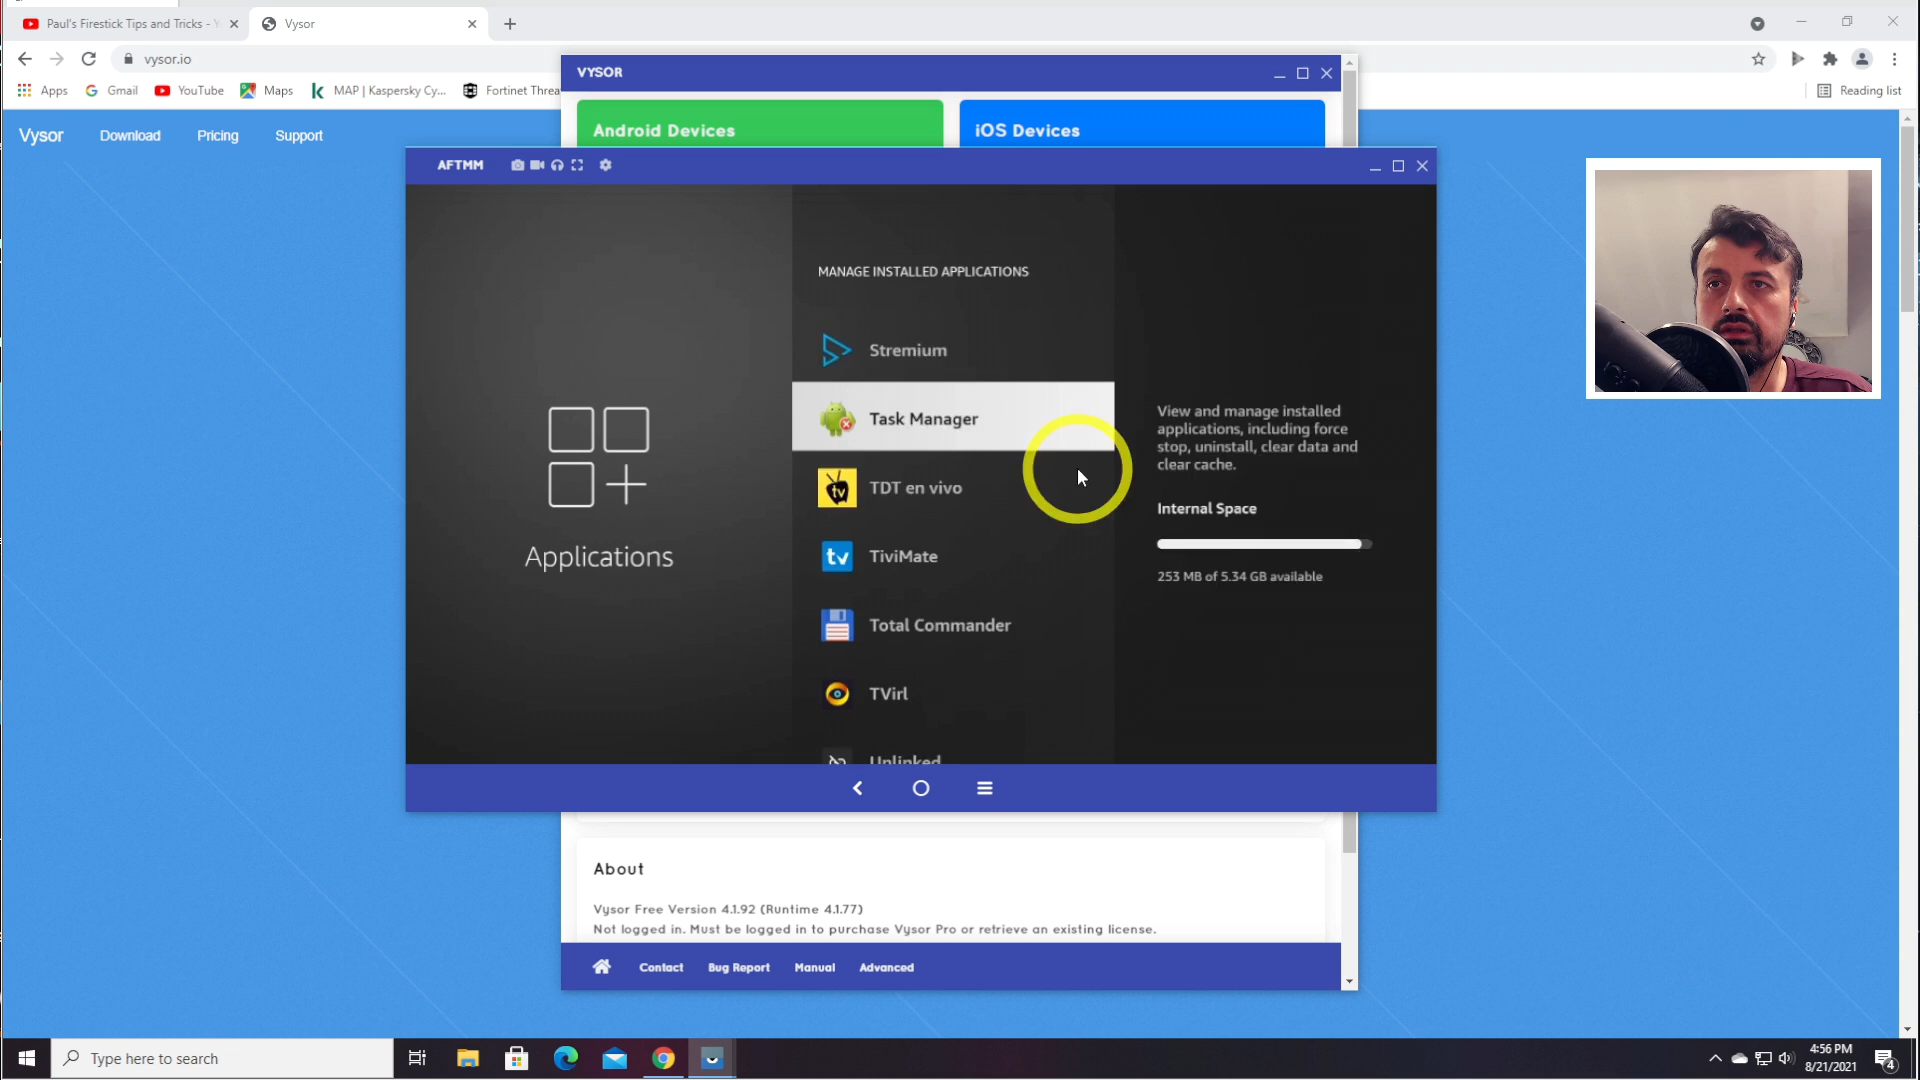 Paul's Firestick Tips and Tricks - Y
Vysor
vysor.io
Apps
Gmail
YouTube
Maps
MAP | Kaspersky Cy...
Fortinet Threa
Reading list
Vysor
Download
Pricing
Support
VYSOR
Android Devices
iOS Devices
AFTMM
MANAGE INSTALLED APPLICATIONS
Stremium
Task Manager
TDT en vivo
TiviMate
Total Commander
TVirl
Unlinked
Applications
View and manage installed
applications, including force
stop, uninstall, clear data and
clear cache.
Internal Space
253 MB of 5.34 GB available
About
Vysor Free Version 4.1.92 (Runtime 4.1.77)
Not logged in. Must be logged in to purchase Vysor Pro or retrieve an existing license.
Contact
Bug Report
Manual
Advanced
Type here to search
4:56 PM
8/21/2021
4